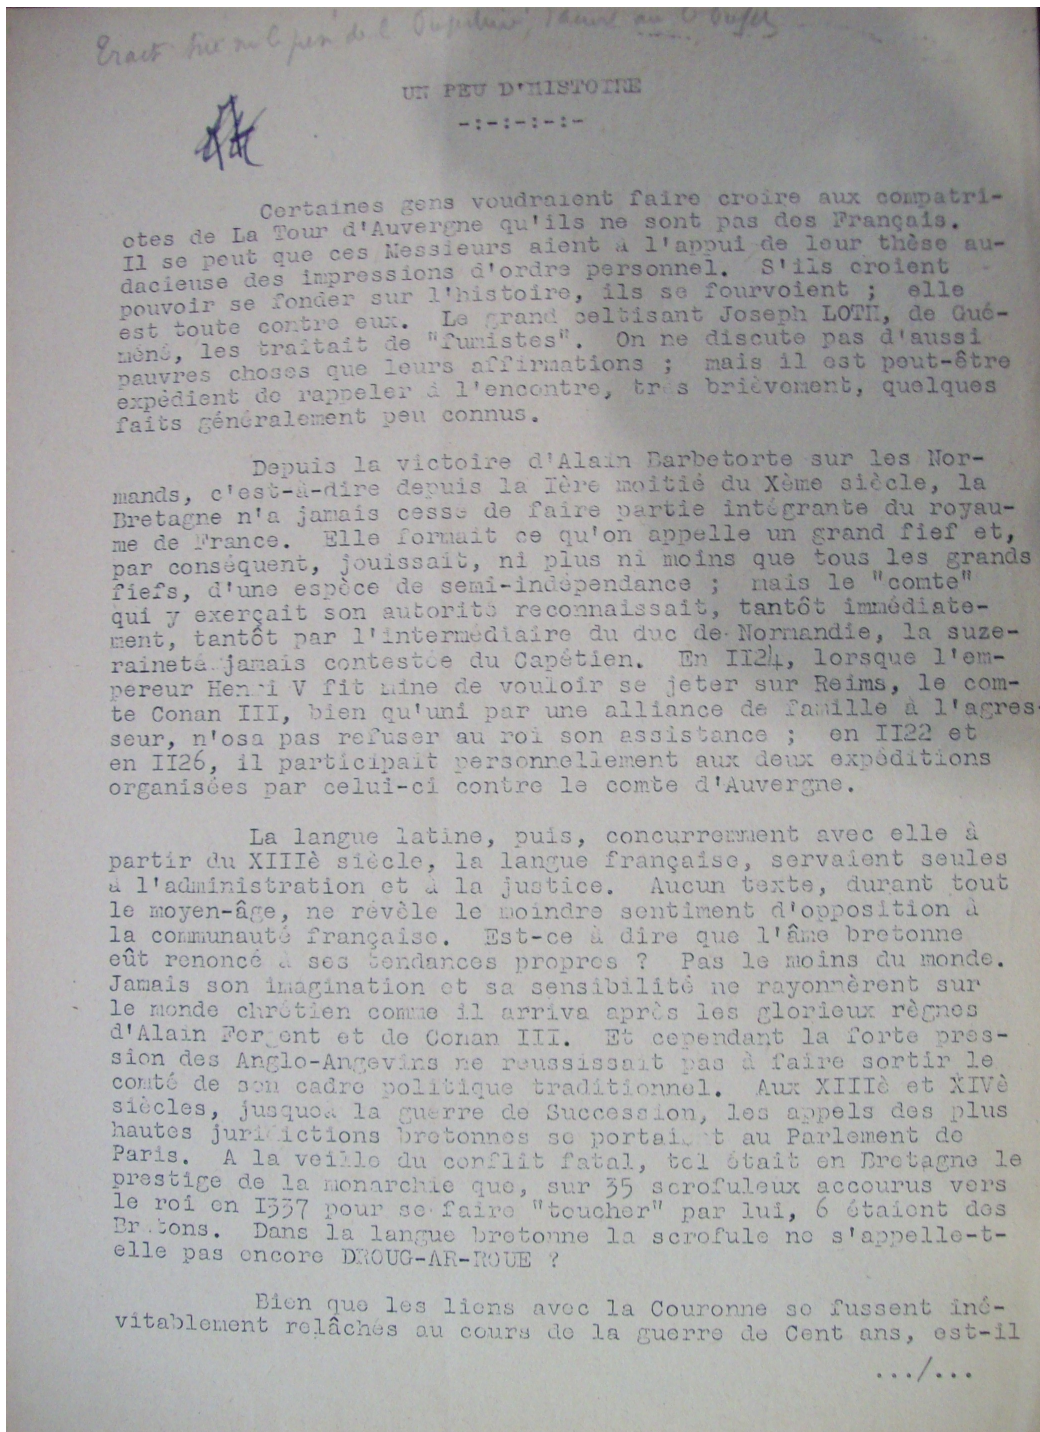 UN PEU D'HISTOIRE
-:-:-:-:-
Certaines gens voudraient faire croire aux compatri-
otes de La Tour d'Auvergne qu'ils ne sont pas des Français.
Il se peut que ces Messieurs aient à l'appui de leur thèse au-
dacieuse des impressions d'ordre personnel. S'ils croient
pouvoir se fonder sur l'histoire, ils se fourvoient ; elle
est toute contre eux. Le grand celtisant Joseph LOTH, de Gué-
méné, les traitait de "fumistes". On ne discute pas d'aussi
pauvres choses que leurs affirmations ; mais il est peut-être
expédient de rappeler à l'encontre, très brièvement, quelques
faits généralement peu connus.
Depuis la victoire d'Alain Barbetorte sur les Nor-
mands, c'est-à-dire depuis la Ière moitié du Xème siècle, la
Bretagne n'a jamais cessé de faire partie intégrante du royau-
me de France. Elle formait ce qu'on appelle un grand fief et,
par conséquent, jouissait, ni plus ni moins que tous les grands
fiefs, d'une espèce de semi-indépendance ; mais le "comte"
qui y exerçait son autorité reconnaissait, tantôt immédiate-
ment, tantôt par l'intermédiaire du duc de Normandie, la suze-
raineté jamais contestée du Capétien. En II24, lorsque l'em-
pereur Henri V fit mine de vouloir se jeter sur Reims, le com-
te Conan III, bien qu'uni par une alliance de famille à l'agres-
seur, n'osa pas refuser au roi son assistance ; en II22 et
en II26, il participait personnellement aux deux expéditions
organisées par celui-ci contre le comte d'Auvergne.
La langue latine, puis, concurremment avec elle à
partir du XIIIè siècle, la langue française, servaient seules
à l'administration et à la justice. Aucun texte, durant tout
le moyen-âge, ne révèle le moindre sentiment d'opposition à
la communauté française. Est-ce à dire que l'âme bretonne
eût renoncé à ses tendances propres ? Pas le moins du monde.
Jamais son imagination et sa sensibilité ne rayonnèrent sur
le monde chrétien comme il arriva après les glorieux règnes
d'Alain Fergent et de Conan III. Et cependant la forte pres-
sion des Anglo-Angevins ne réussissait pas à faire sortir le
comté de son cadre politique traditionnel. Aux XIIIè et XIVè
siècles, jusqueà la guerre de Succession, les appels des plus
hautes juridictions bretonnes se portaient au Parlement de
Paris. A la veille du conflit fatal, tel était en Bretagne le
prestige de la monarchie que, sur 35 scrofuleux accourus vers
le roi en I337 pour se faire "toucher" par lui, 6 étaient des
Bretons. Dans la langue bretonne la scrofule ne s'appelle-t-
elle pas encore DROUG-AR-ROUE ?
Bien que les liens avec la Couronne se fussent iné-
vitablement relâchés au cours de la guerre de Cent ans, est-il
.../...